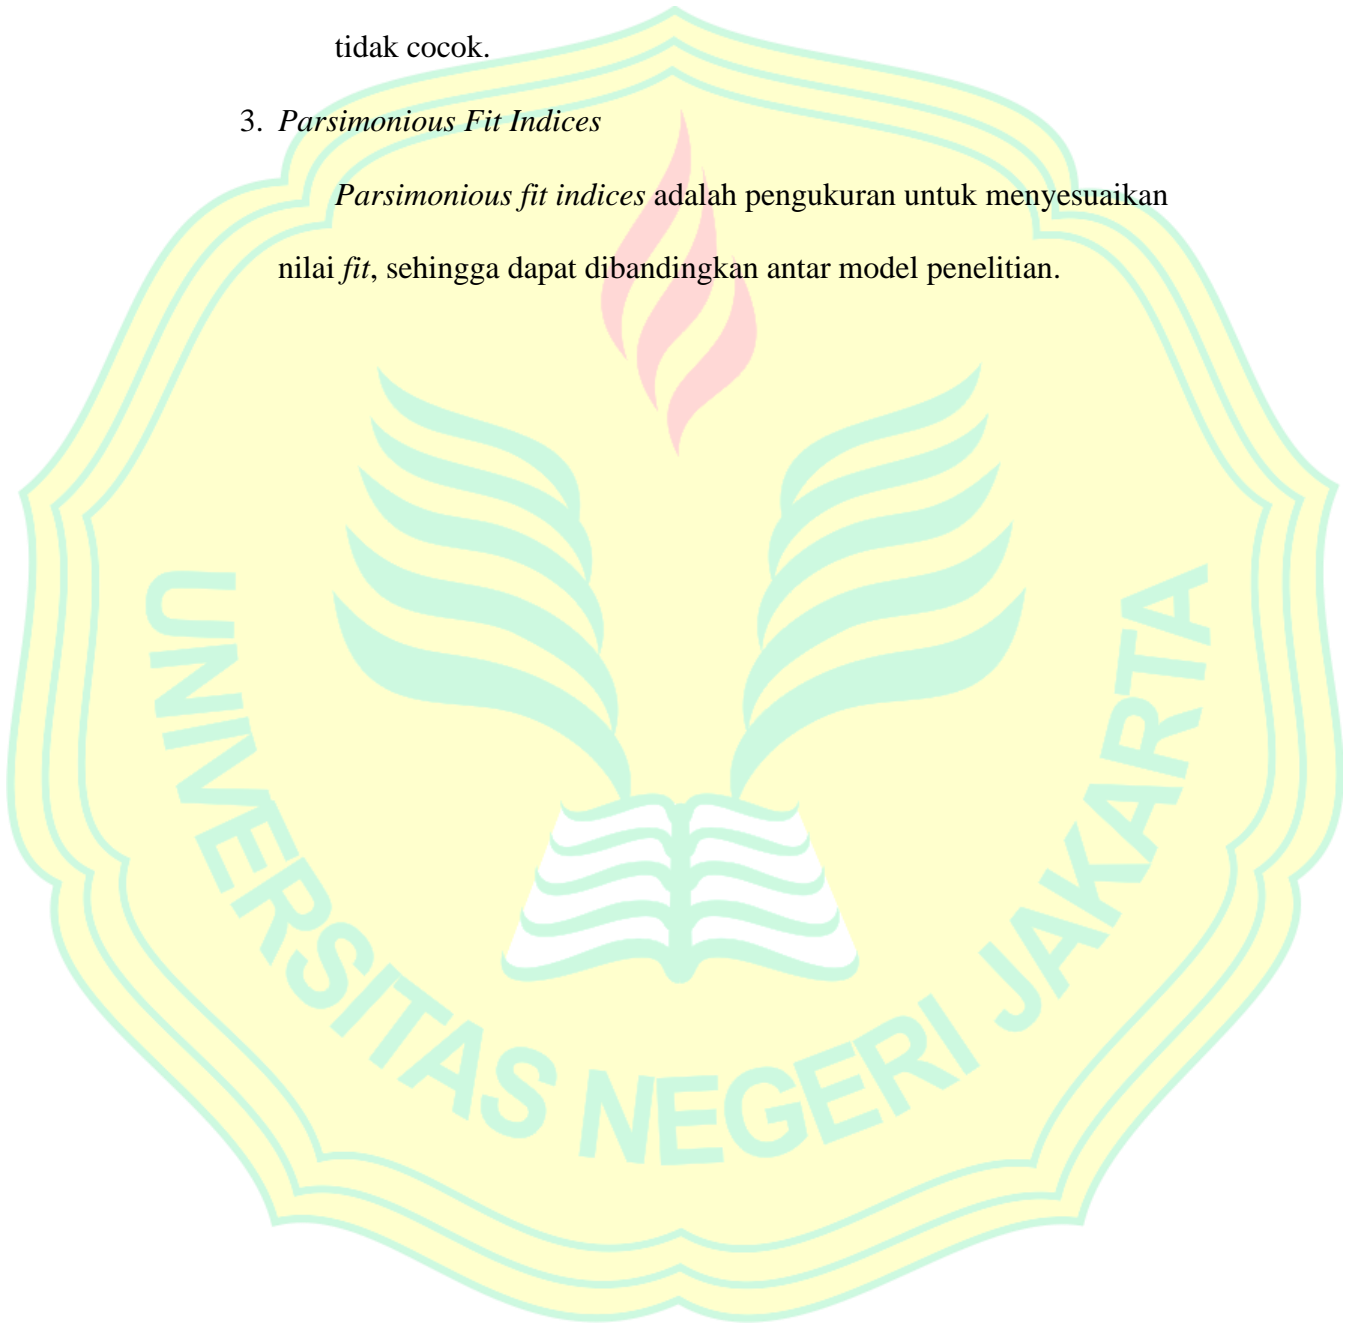 tidak cocok.
3. Parsimonious Fit Indices
Parsimonious fit indices adalah pengukuran untuk menyesuaikan
nilai fit, sehingga dapat dibandingkan antar model penelitian.
UNIVERSITAS NEGERI JAKARTA